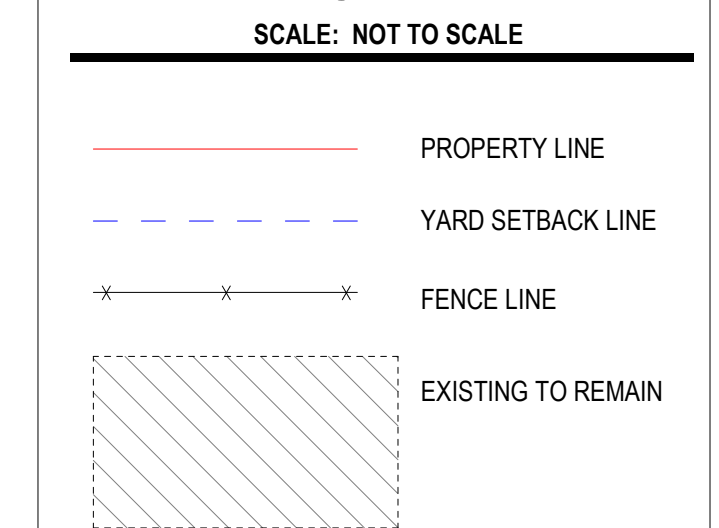 SCALE: NOT TO SCALE
PROPERTY LINE
YARD SETBACK LINE
FENCE LINE
EXISTING TO REMAIN